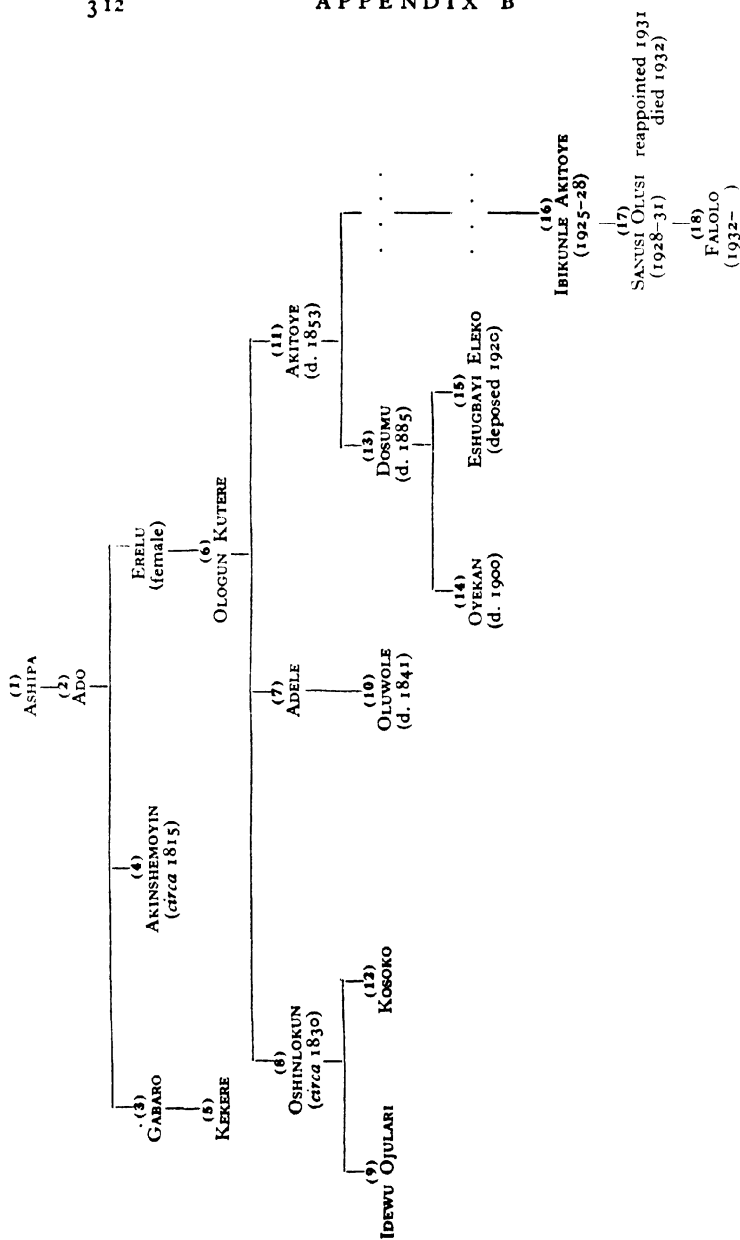 312 APPENDIX B
(1)
ASHIPA
(2)
ADO
(3)
GABARO
(4)
AKINSHEMOYIN
(circa 1815)
ERELU
(female)
(5)
KEKERE
(6)
OLOGUN KUTERE
(8)
OSHINLOKUN
(circa 1830)
(7)
ADELE
(11)
AKITOYE
(d. 1853)
(9)
IDEWU OJULARI
(12)
KOSOKO
(10)
OLUWOLE
(d. 1841)
(13)
DOSUMU
(d. 1885)
. . . .
(14)
OYEKAN
(d. 1900)
(15)
ESHUGBAYI ELEKO
(deposed 1920)
. . . .
(16)
IBIKUNLE AKITOYE
(1925-28)
(17)
SANUSI OLUSI reappointed 1931
(1928-31) died 1932)
(18)
FALOLO
(1932- )